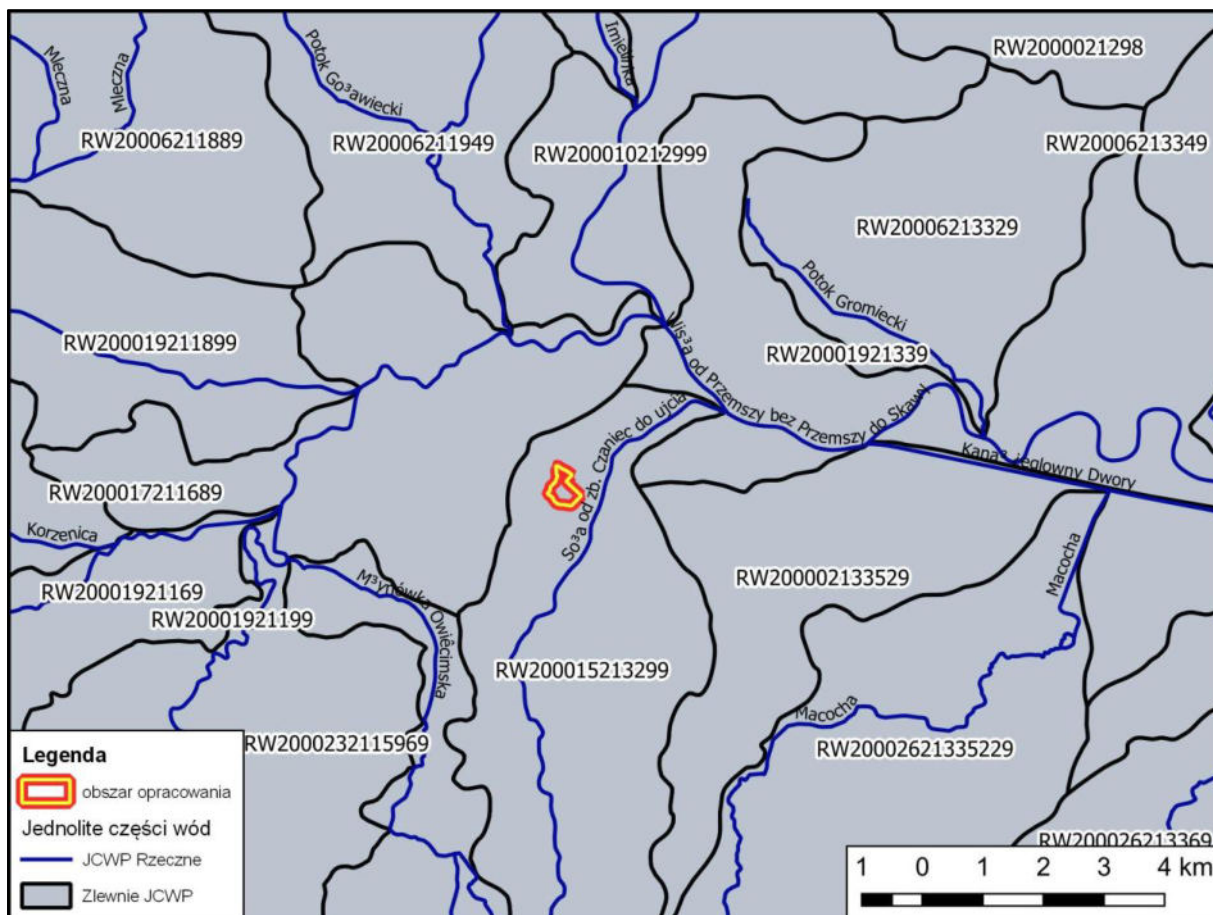 Mleczna
Mleczna
Potok Go³awiecki
Imielinka
RW2000021298
RW20006211889
RW20006211949
RW200010212999
RW20006213349
RW20006213329
Potok Gromiecki
RW200019211899
Wis³a od Przemszy bez Przemszy do Skawy
RW20001921339
So³a od zb. Czaniec do ujcia
Kana³ ¿eglowny Dwory
RW200017211689
Korzenica
RW20001921169
RW20001921199
M³ynówka Owiêcimska
RW200002133529
Macocha
RW200015213299
Macocha
RW2000232115969
RW20002621335229
RW200026213369
Legenda
obszar opracowania
Jednolite części wód
JCWP Rzeczne
Zlewnie JCWP
1 0 1 2 3 4 km